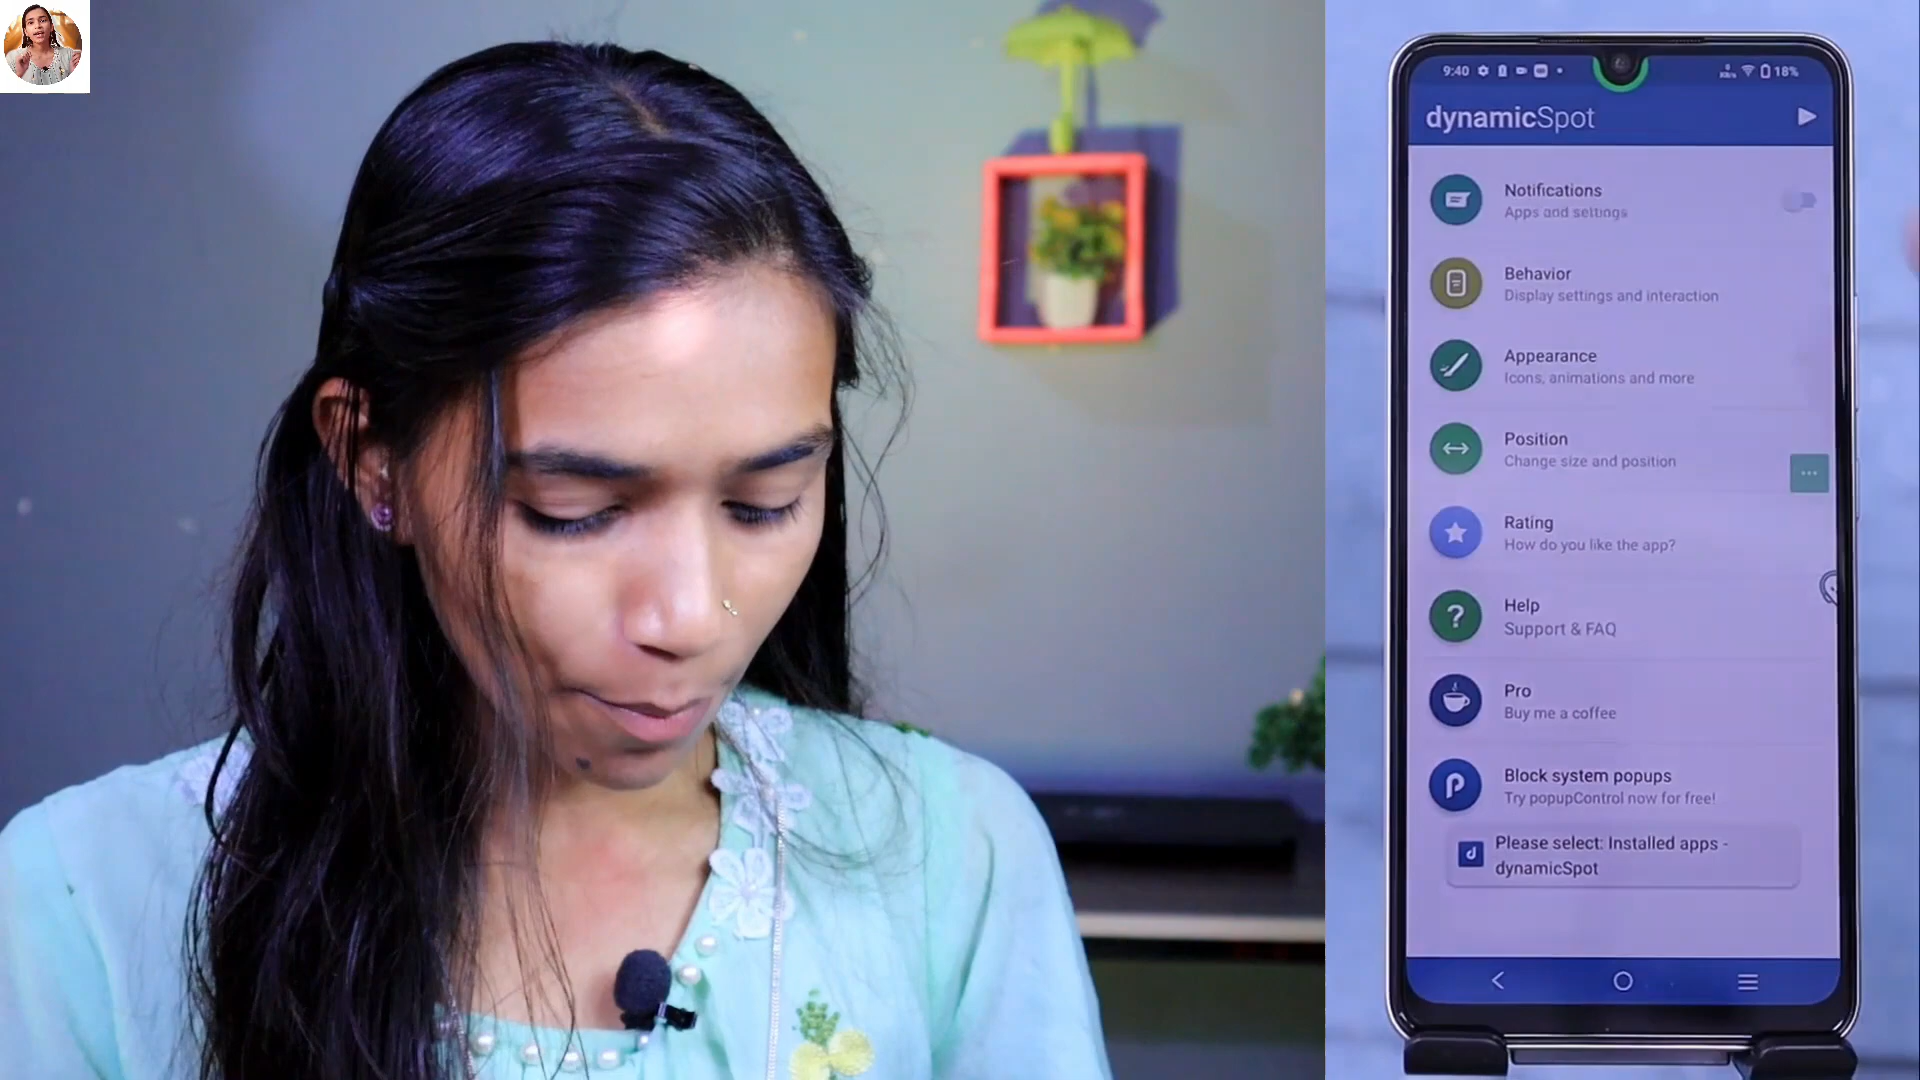 9:40
18%
dynamicSpot
Notifications
Apps and settings
Behavior
Display settings and interaction
Appearance
Icons, animations and more
Position
Change size and position
Rating
How do you like the app?
Help
Support & FAQ
Pro
Buy me a coffee
Block system popups
Try popupControl now for free!
Please select: Installed apps -
dynamicSpot